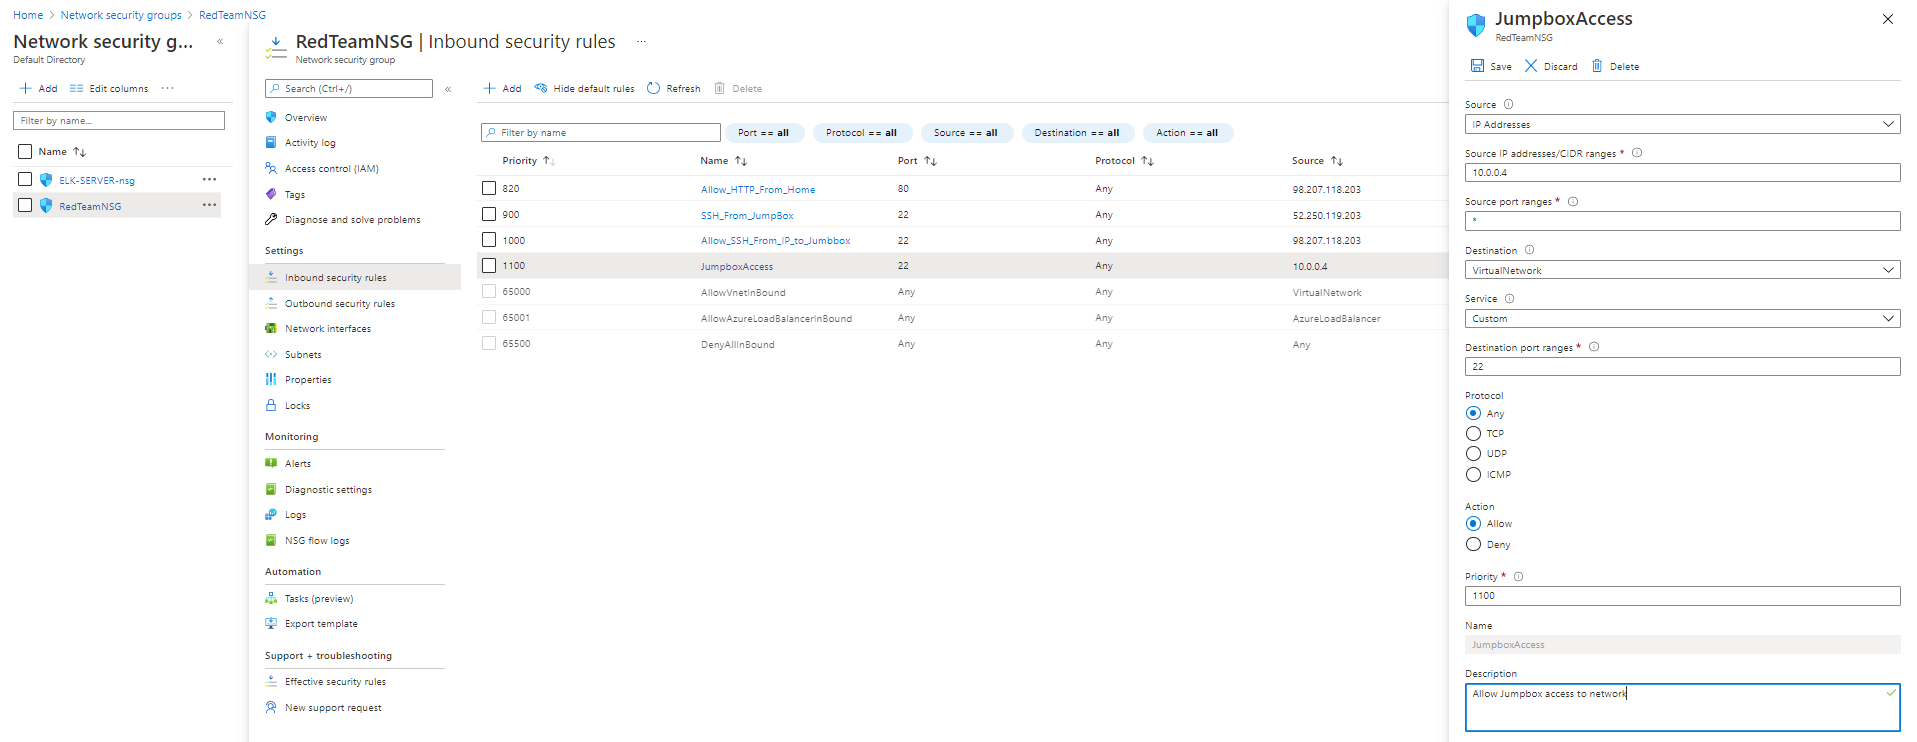 Home > Network security groups > RedTeamNSG
Network security g... «
Default Directory
+ Add Edit columns ...
Filter by name...
Name ↑↓
ELK-SERVER-nsg ...
RedTeamNSG ...
RedTeamNSG | Inbound security rules ...
Network security group
Search (Ctrl+/) «
Overview
Activity log
Access control (IAM)
Tags
Diagnose and solve problems
Settings
Inbound security rules
Outbound security rules
Network interfaces
Subnets
Properties
Locks
Monitoring
Alerts
Diagnostic settings
Logs
NSG flow logs
Automation
Tasks (preview)
Export template
Support + troubleshooting
Effective security rules
New support request
+ Add Hide default rules Refresh Delete
Filter by name Port == all Protocol == all Source == all Destination == all Action == all
Priority ↑↓ Name ↑↓ Port ↑↓ Protocol ↑↓ Source ↑↓
820 Allow_HTTP_From_Home 80 Any 98.207.118.203
900 SSH_From_JumpBox 22 Any 52.250.119.203
1000 Allow_SSH_From_IP_to_Jumbbox 22 Any 98.207.118.203
1100 JumpboxAccess 22 Any 10.0.0.4
65000 AllowVnetInBound Any Any VirtualNetwork
65001 AllowAzureLoadBalancerInBound Any Any AzureLoadBalancer
65500 DenyAllInBound Any Any Any
JumpboxAccess
RedTeamNSG
Save Discard Delete
Source
IP Addresses
Source IP addresses/CIDR ranges *
10.0.0.4
Source port ranges *
*
Destination
VirtualNetwork
Service
Custom
Destination port ranges *
22
Protocol
Any
TCP
UDP
ICMP
Action
Allow
Deny
Priority *
1100
Name
JumpboxAccess
Description
Allow Jumpbox access to network